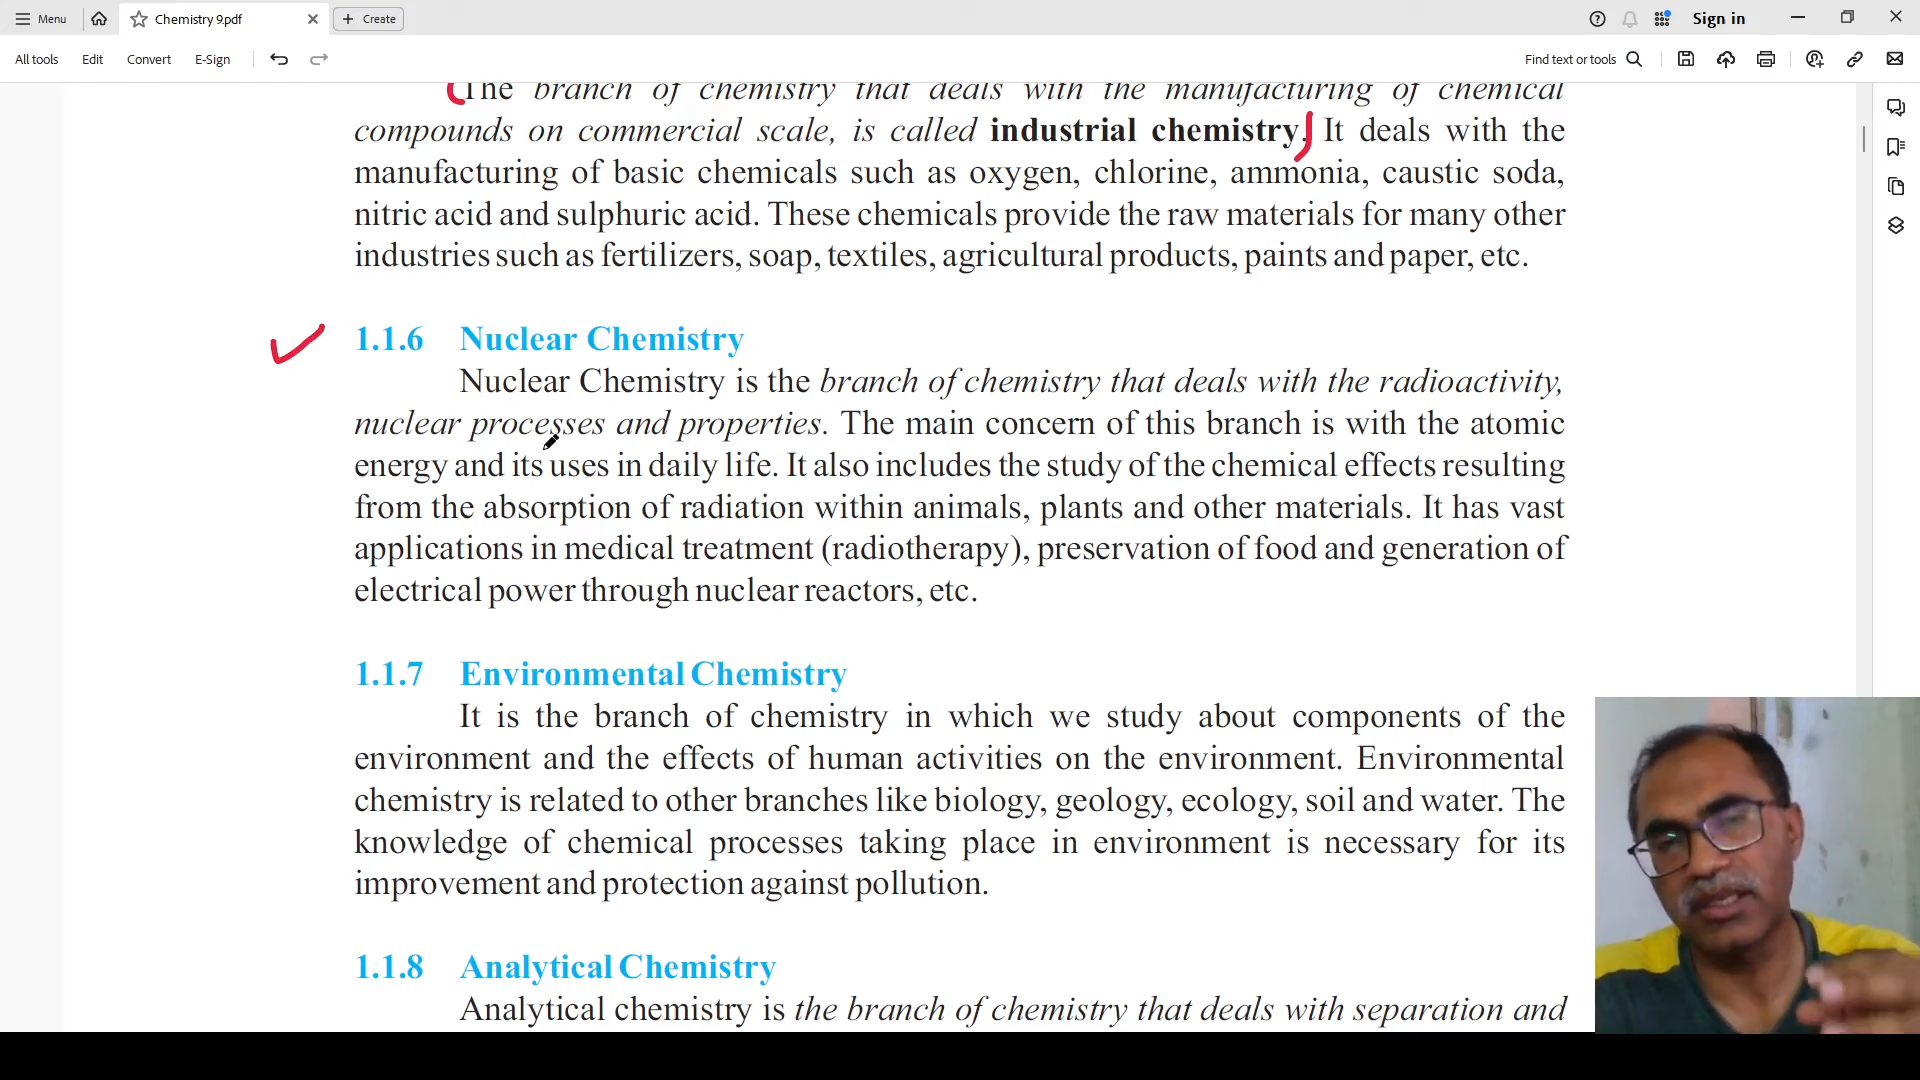 Menu
Chemistry 9.pdf
Create
Sign in
All tools
Edit
Convert
E-Sign
Find text or tools
The branch of chemistry that deals with the manufacturing of chemical
compounds on commercial scale, is called industrial chemistry. It deals with the
manufacturing of basic chemicals such as oxygen, chlorine, ammonia, caustic soda,
nitric acid and sulphuric acid. These chemicals provide the raw materials for many other
industries such as fertilizers, soap, textiles, agricultural products, paints and paper, etc.
1.1.6 Nuclear Chemistry
Nuclear Chemistry is the branch of chemistry that deals with the radioactivity,
nuclear processes and properties. The main concern of this branch is with the atomic
energy and its uses in daily life. It also includes the study of the chemical effects resulting
from the absorption of radiation within animals, plants and other materials. It has vast
applications in medical treatment (radiotherapy), preservation of food and generation of
electrical power through nuclear reactors, etc.
1.1.7 Environmental Chemistry
It is the branch of chemistry in which we study about components of the
environment and the effects of human activities on the environment. Environmental
chemistry is related to other branches like biology, geology, ecology, soil and water. The
knowledge of chemical processes taking place in environment is necessary for its
improvement and protection against pollution.
1.1.8 Analytical Chemistry
Analytical chemistry is the branch of chemistry that deals with separation and